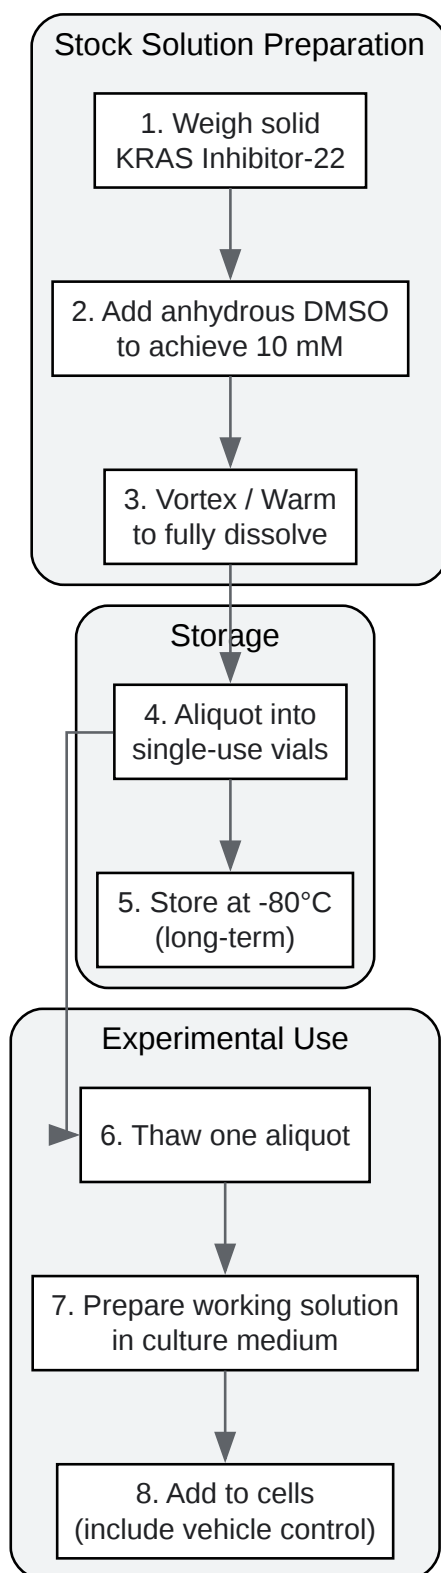 Stock Solution Preparation
1. Weigh solid
KRAS Inhibitor-22
2. Add anhydrous DMSO
to achieve 10 mM
3. Vortex / Warm
to fully dissolve
Storage
4. Aliquot into
single-use vials
5. Store at -80°C
(long-term)
Experimental Use
6. Thaw one aliquot
7. Prepare working solution
in culture medium
8. Add to cells
(include vehicle control)